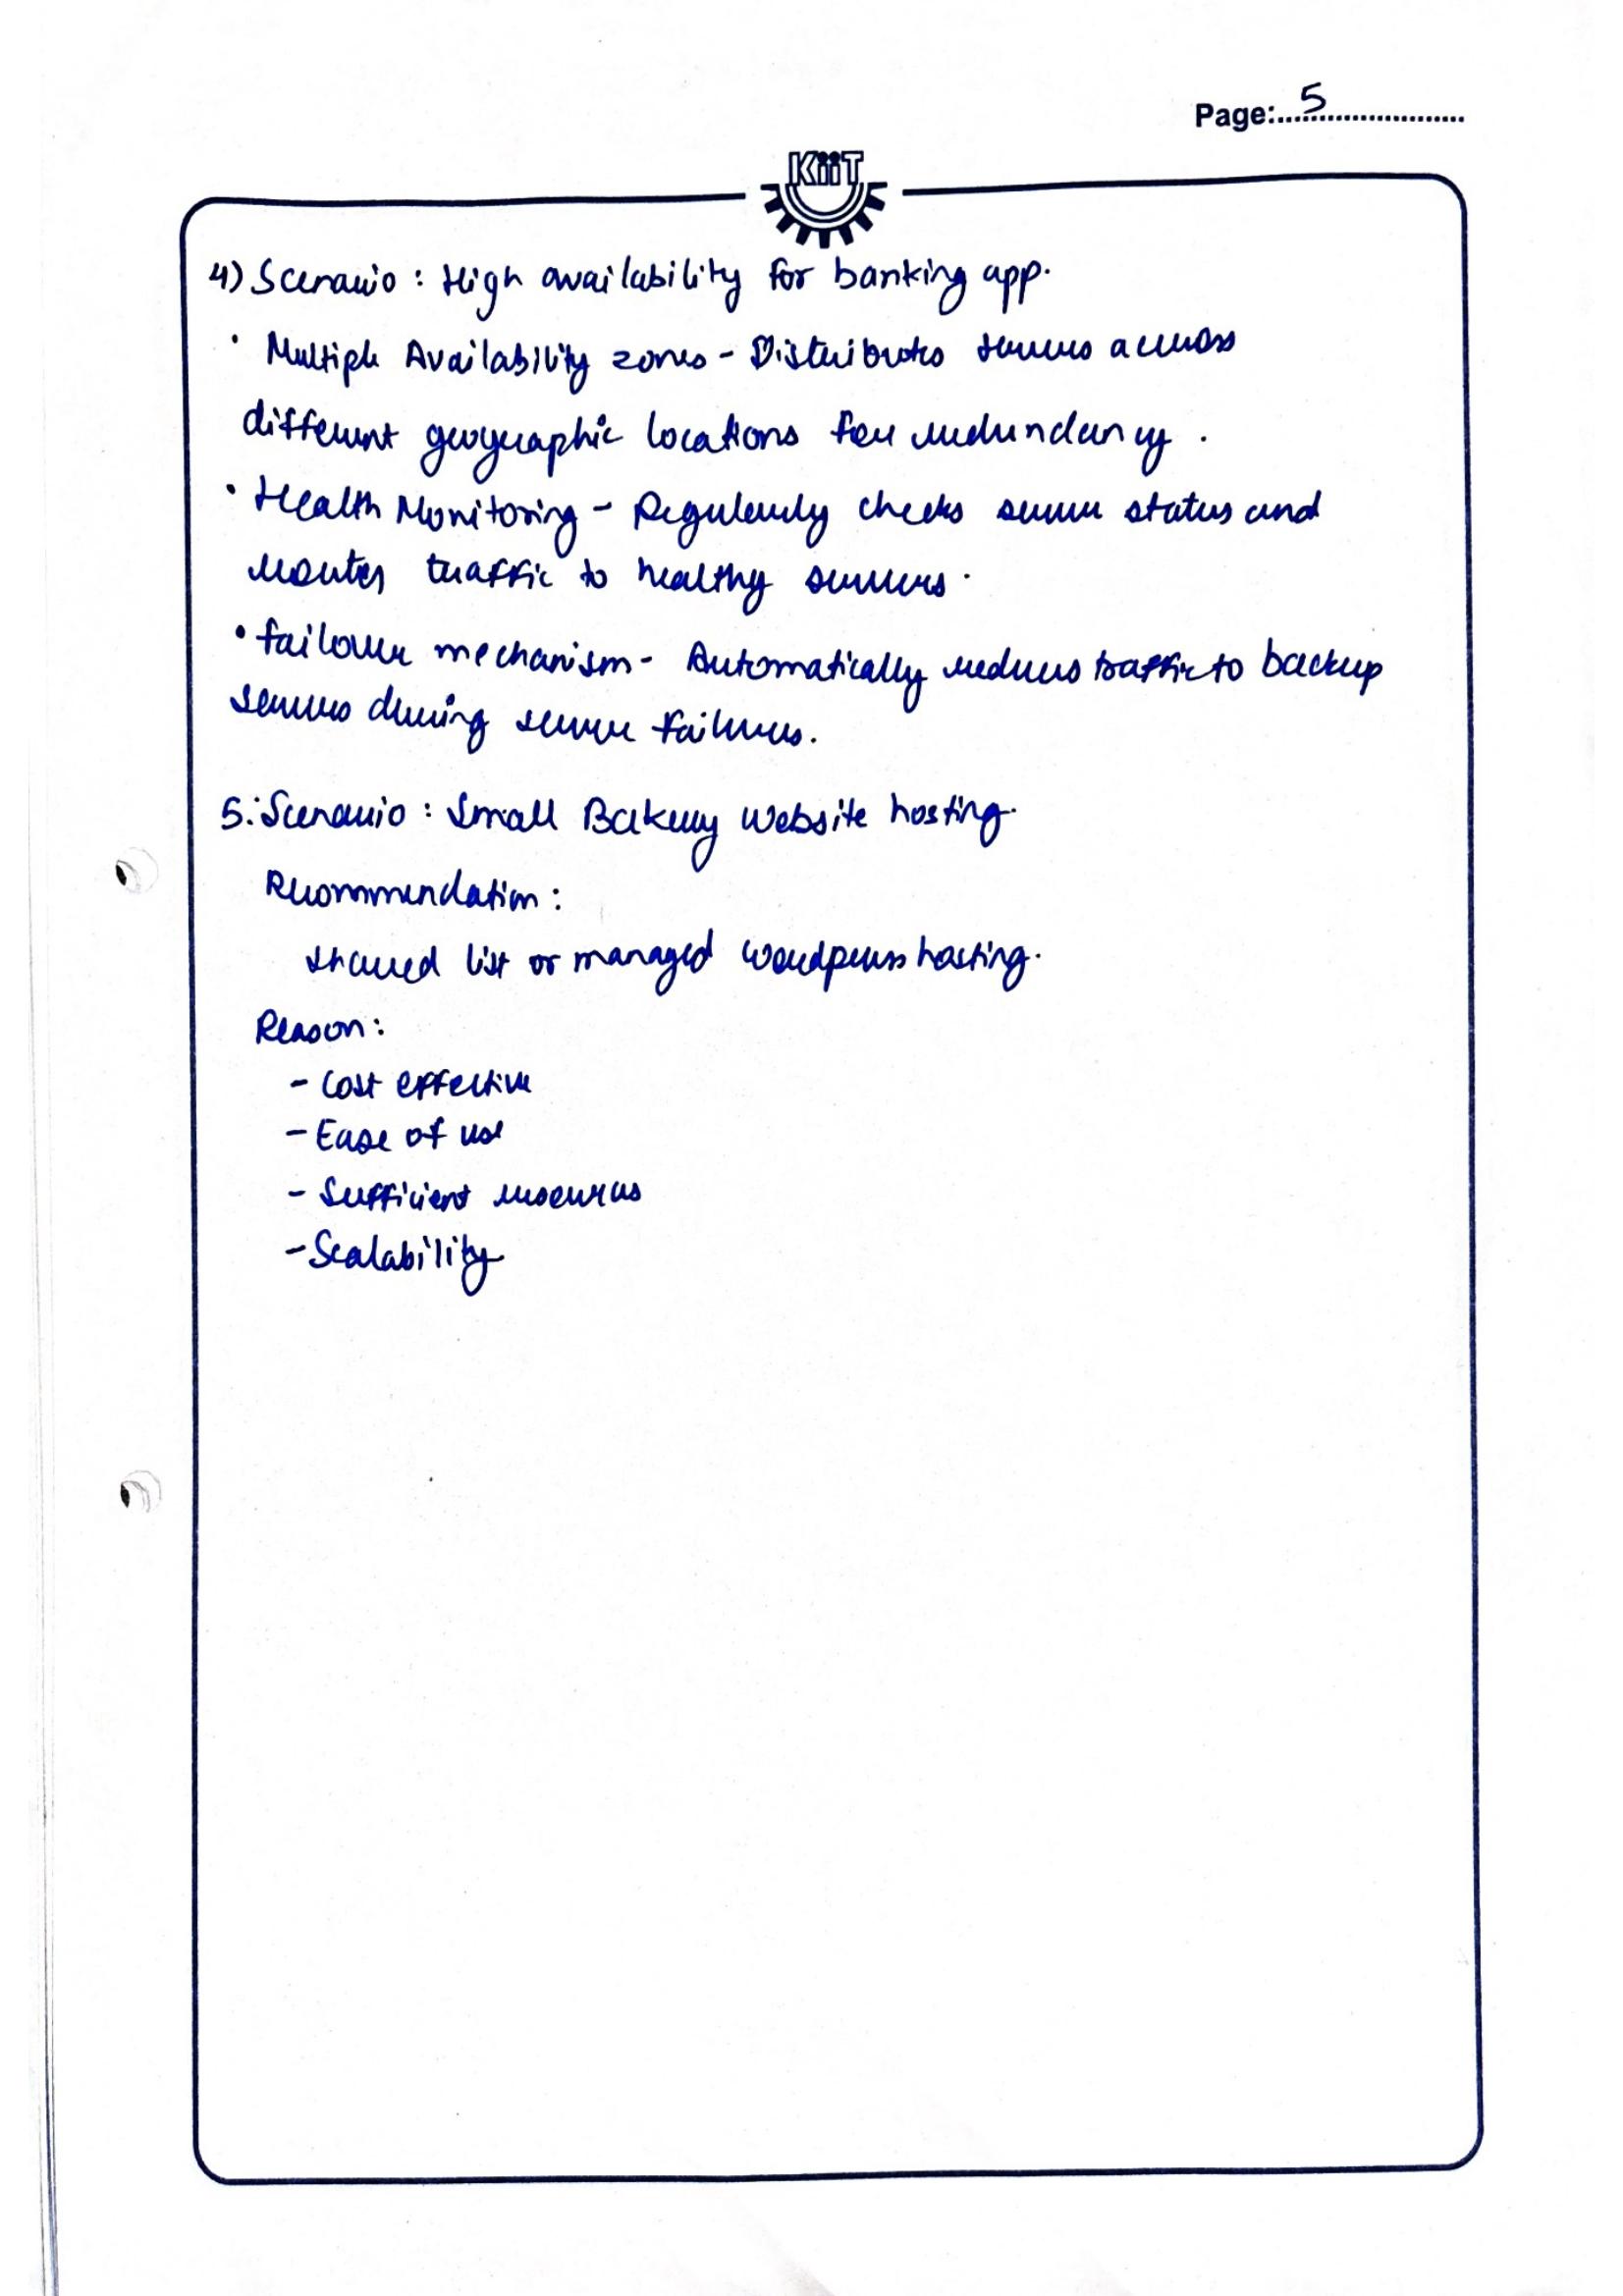 Page: 5
KiiT
4) Scenario : High availability for banking app.
• Multiple Availability zones - Distributes servers across
different geographic locations for redundancy .
• Health Monitoring - Regularly checks server status and
routes traffic to healthy servers .
• failover mechanism - Automatically traffic to backup
servers during server failures.
5. Scenario : Small Bakery Website hosting.
Recommendation :
shared list or managed wordpress hosting.
Reason :
- Cost effective
- Ease of use
- Sufficient resources
- Scalability